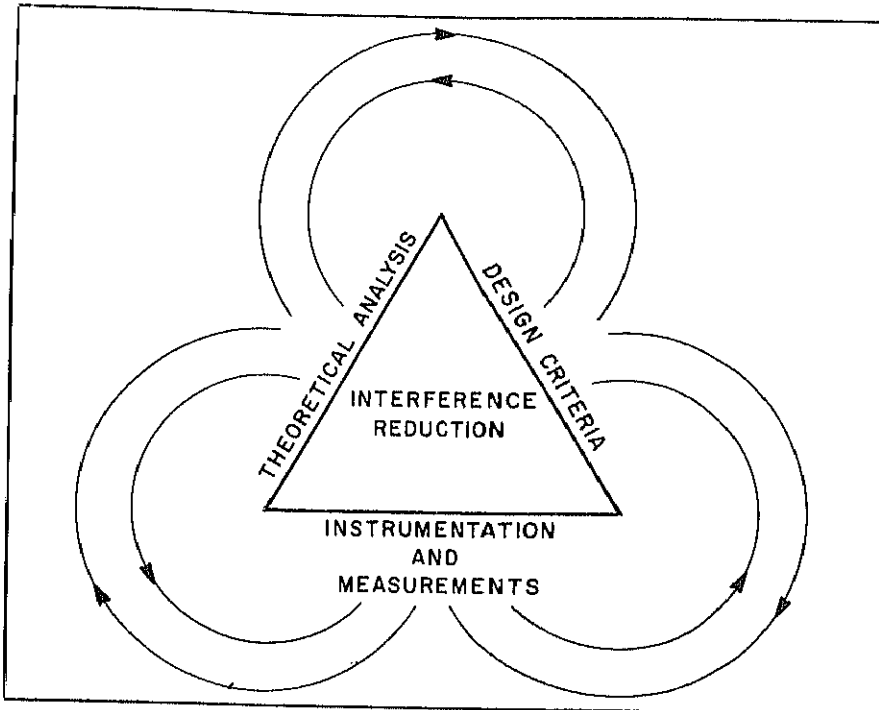 THEORETICAL ANALYSIS
DESIGN CRITERIA
INTERFERENCE
REDUCTION
INSTRUMENTATION
AND
MEASUREMENTS